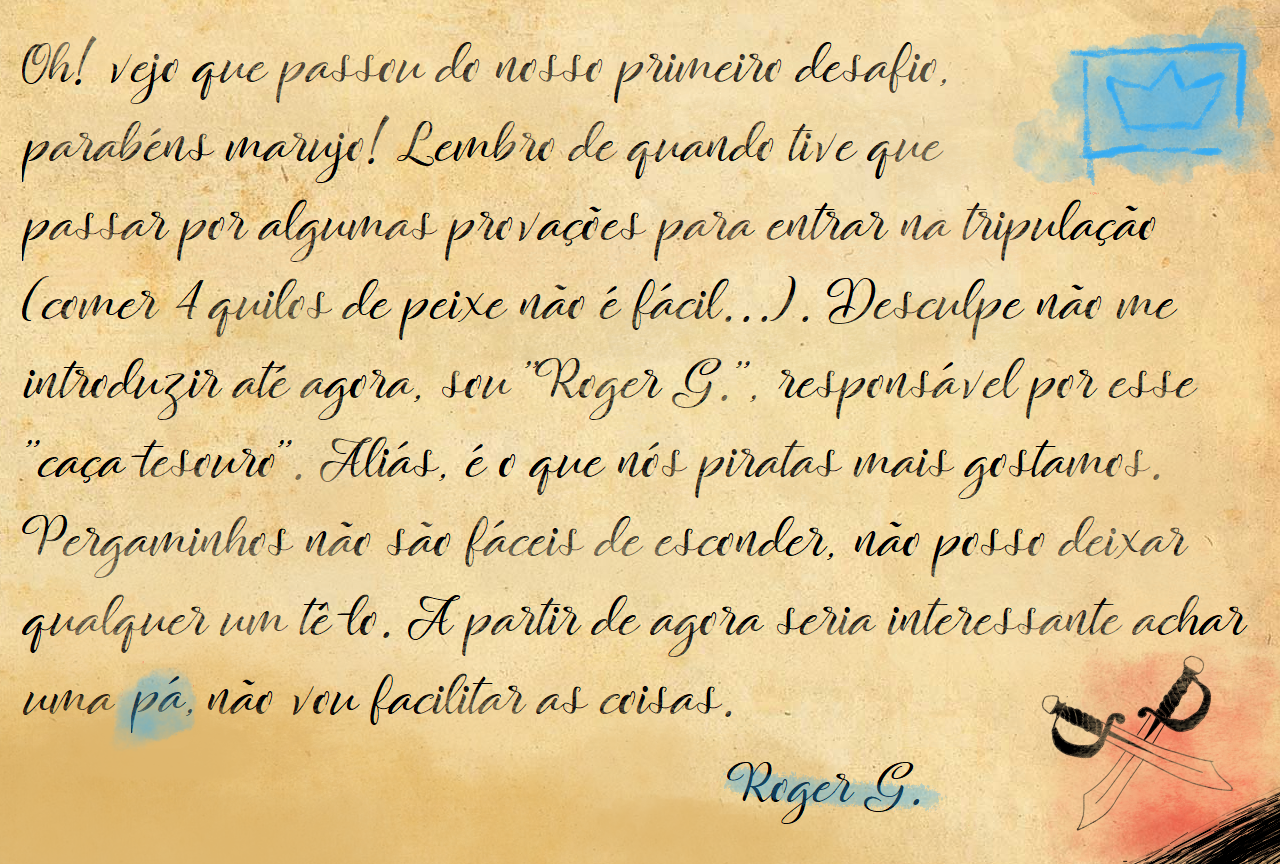 Oh! vejo que passou do nosso primeiro desafio,
parabéns marujo! Lembro de quando tive que
passar por algumas provações para entrar na tripulação
(comer 4 quilos de peixe não é fácil...). Desculpe não me
introduzir até agora, sou "Roger G.", responsável por esse
"caça-tesouro". Aliás, é o que nós piratas mais gostamos.
Pergaminhos não são fáceis de esconder, não posso deixar
qualquer um tê-lo. A partir de agora seria interessante achar
uma pá, não vou facilitar as coisas.
Roger G.